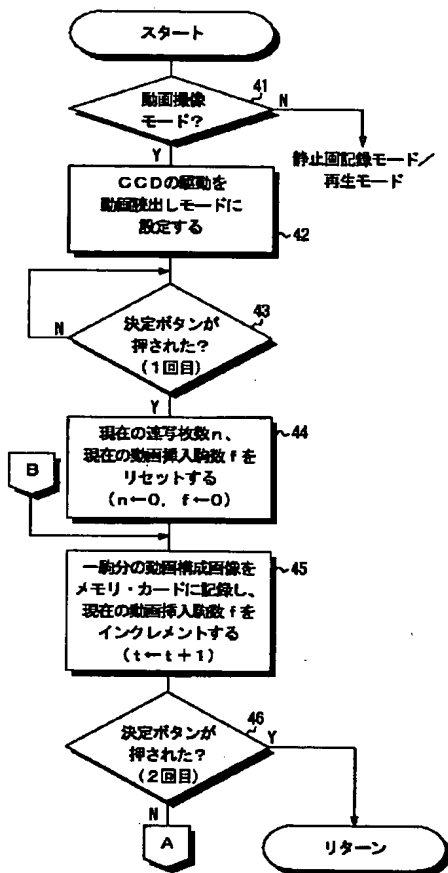 スタート
41
動画撮像
モード?
N
Y
静止画記録モード/
再生モード
CCDの駆動を
動画読出しモードに
設定する
42
43
決定ボタンが
押された?
(1回目)
N
Y
44
現在の連写枚数n、
現在の動画挿入駒数fを
リセットする
(n←0, f←0)
B
45
一駒分の動画構成画像を
メモリ・カードに記録し、
現在の動画挿入駒数fを
インクレメントする
(t←t+1)
46
決定ボタンが
押された?
(2回目)
Y
N
A
リターン